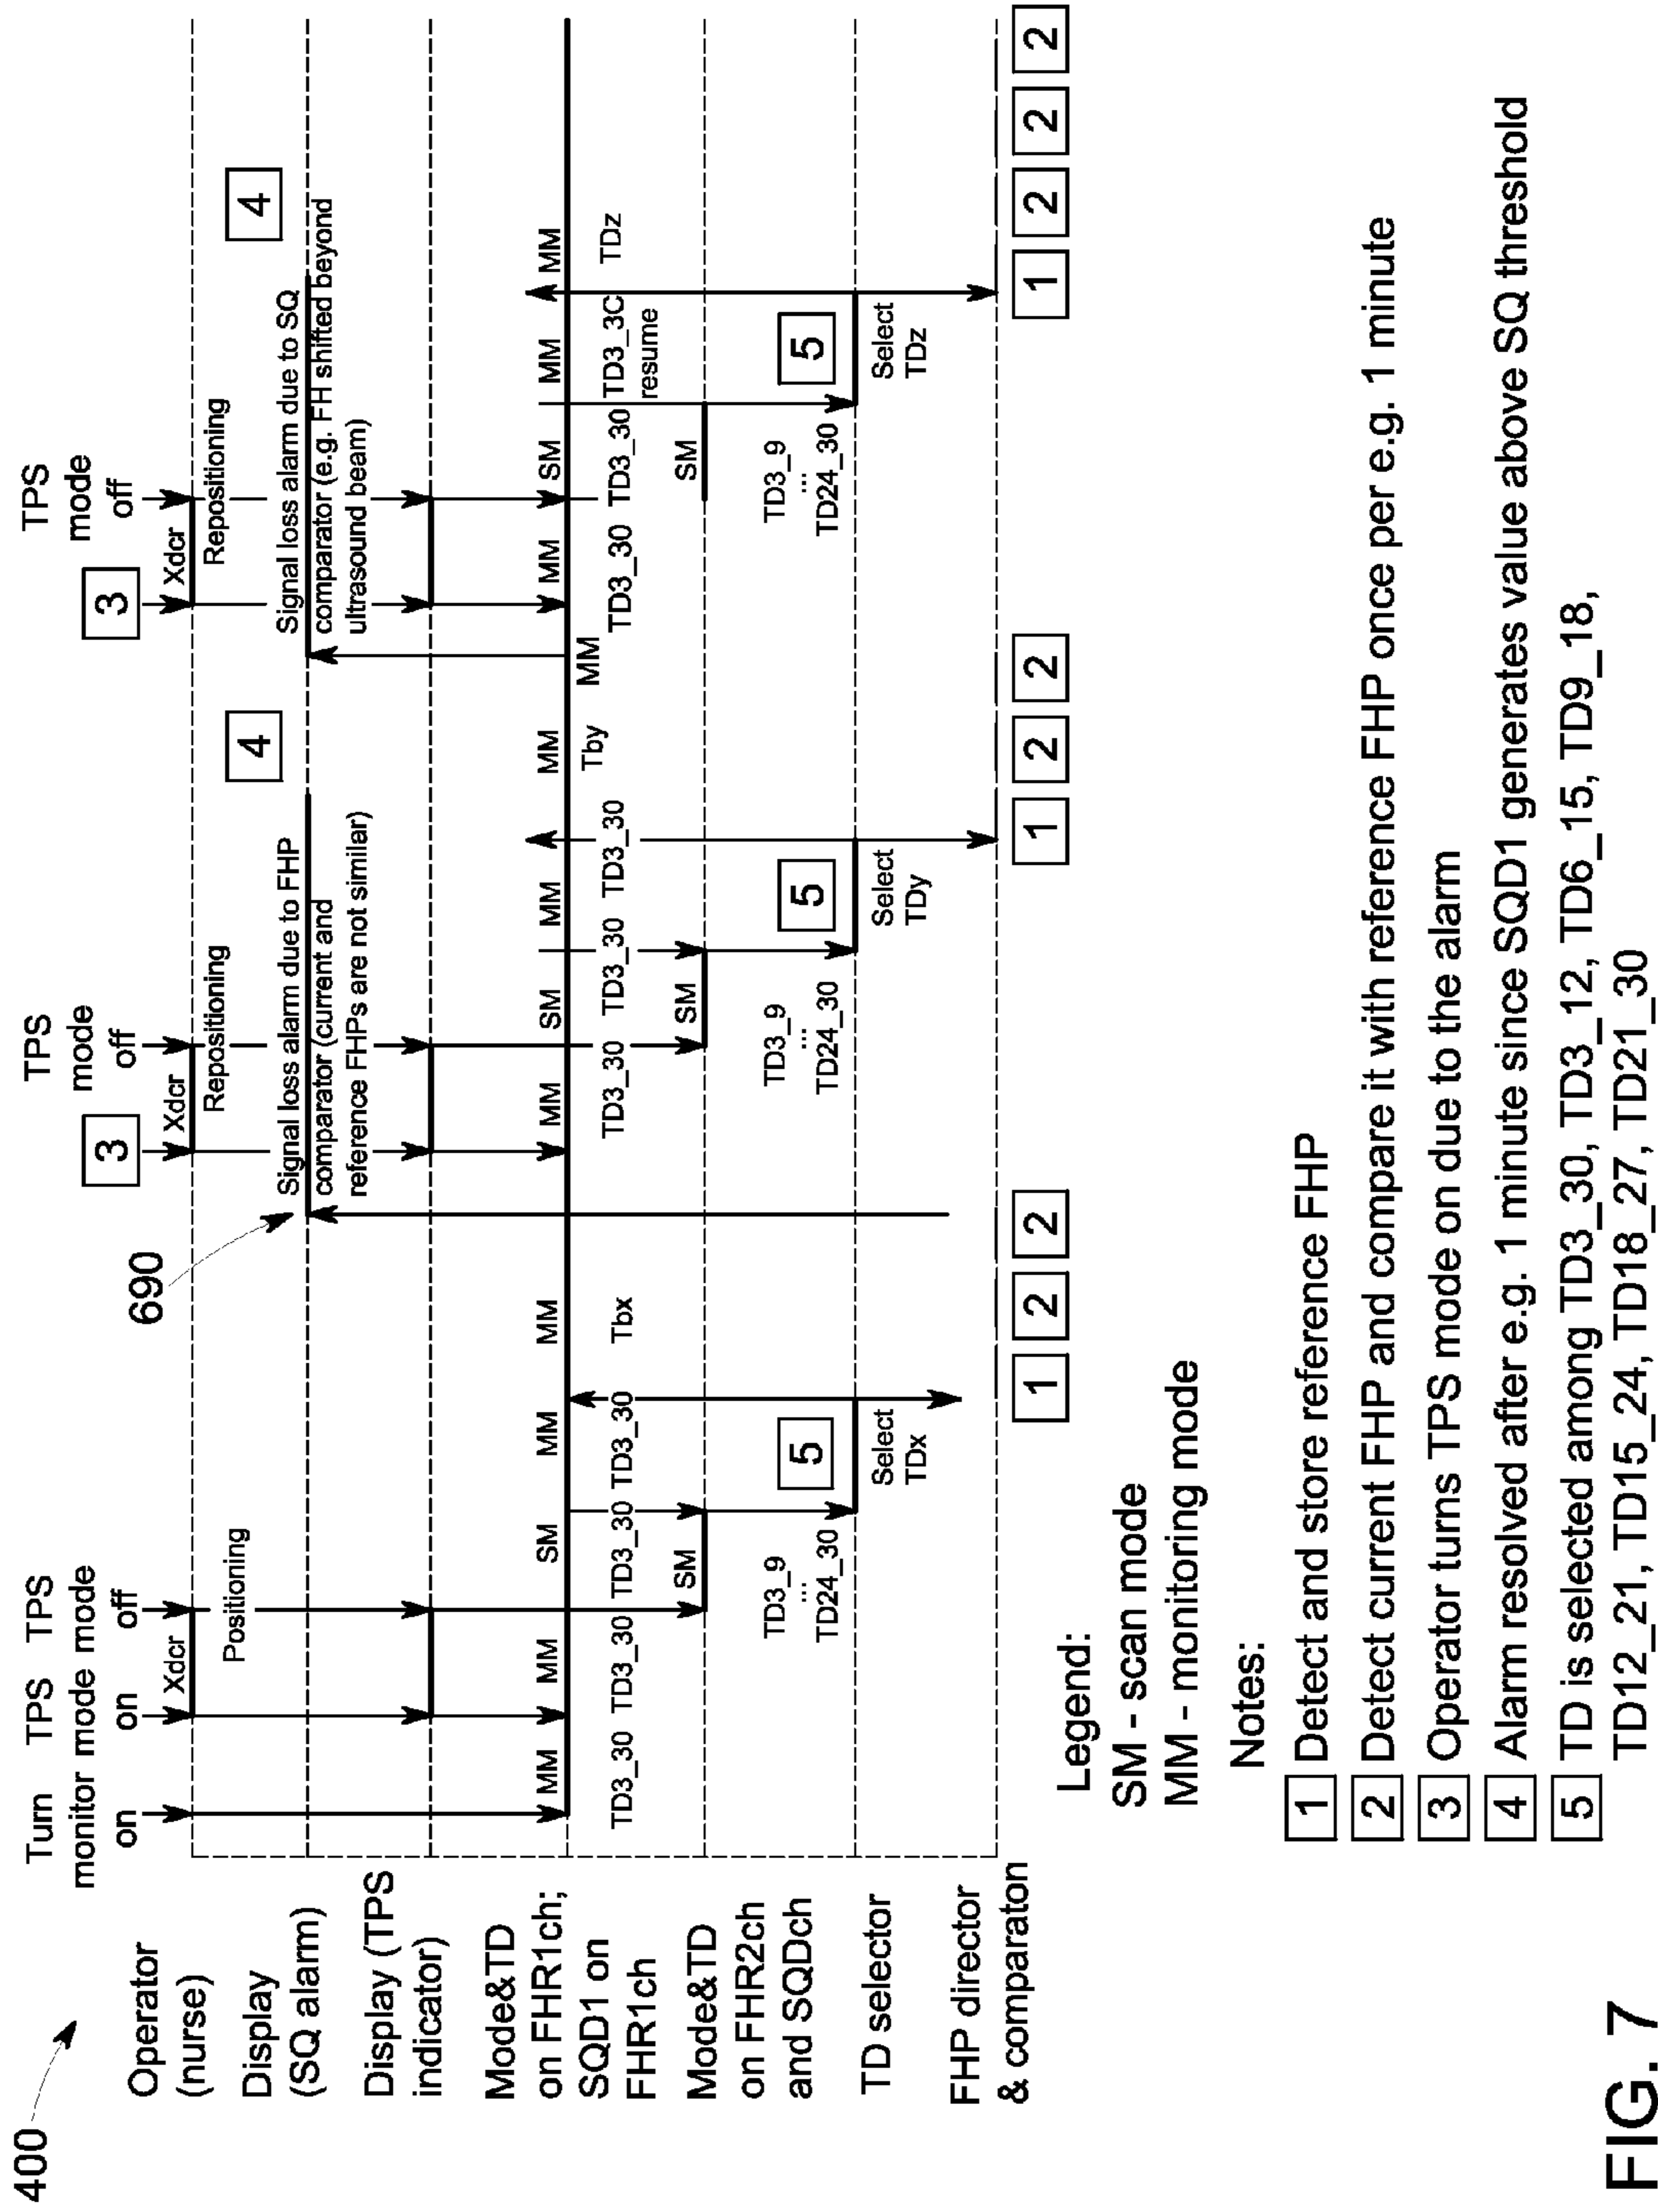 400
Turn
monitor
on
TPS
mode
on
TPS
mode
off
TPS
mode
off
TPS
mode
off
3
3
Operator
(nurse)
Xdcr
Positioning
Xdcr
Repositioning
Xdcr
Repositioning
690
4
4
Display
(SQ alarm)
Signal loss alarm due to FHP
comparator (current and
reference FHPs are not similar)
Signal loss alarm due to SQ
comparator (e.g. FH shifted beyond
ultrasound beam)
Display (TPS
indicator)
Mode&TD
on FHR1ch;
SQD1 on
FHR1ch
MM MM SM MM MM MM SM MM MM MM MM SM MM MM
TD3_30 TD3_30 TD3_30 TD3_30 Tbx TD3_30 TD3_30 TD3_30 Tby TD3_30 TD3_30 TD3_3C TDz
resume
Mode&TD
on FHR2ch
and SQDch
SM SM SM
TD3_9
...
TD24_30
TD3_9
...
TD24_30
TD3_9
...
TD24_30
5 5 5
TD selector
Select
TDx
Select
TDy
Select
TDz
FHP director
& comparaton
1 2 2 1 2 2 1 2 2 2
Legend:
SM - scan mode
MM - monitoring mode
Notes:
1 Detect and store reference FHP
2 Detect current FHP and compare it with reference FHP once per e.g. 1 minute
3 Operator turns TPS mode on due to the alarm
4 Alarm resolved after e.g. 1 minute since SQD1 generates value above SQ threshold
5 TD is selected among TD3_30, TD3_12, TD6_15, TD9_18,
TD12_21, TD15_24, TD18_27, TD21_30
FIG. 7